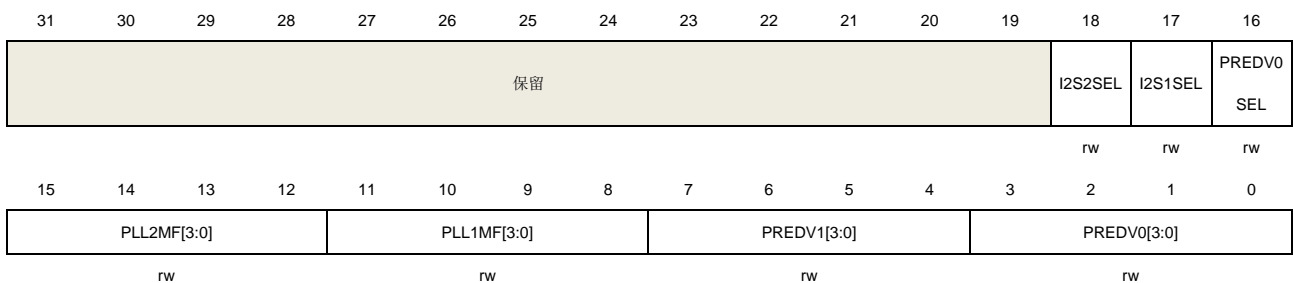 31 30 29 28 27 26 25 24 23 22 21 20 19 18 17 16
保留 I2S2SEL I2S1SEL PREDV0
SEL
rw rw rw
15 14 13 12 11 10 9 8 7 6 5 4 3 2 1 0
PLL2MF[3:0] PLL1MF[3:0] PREDV1[3:0] PREDV0[3:0]
rw rw rw rw